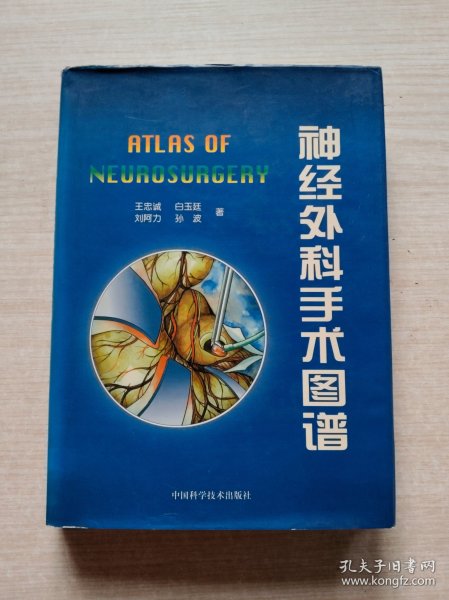 ATLAS OF
NEUROSURGERY
神经外科手术图谱
王忠诚 白玉廷
刘阿力 孙波 著
中国科学技术出版社
孔夫子旧书网
www.kongfz.com